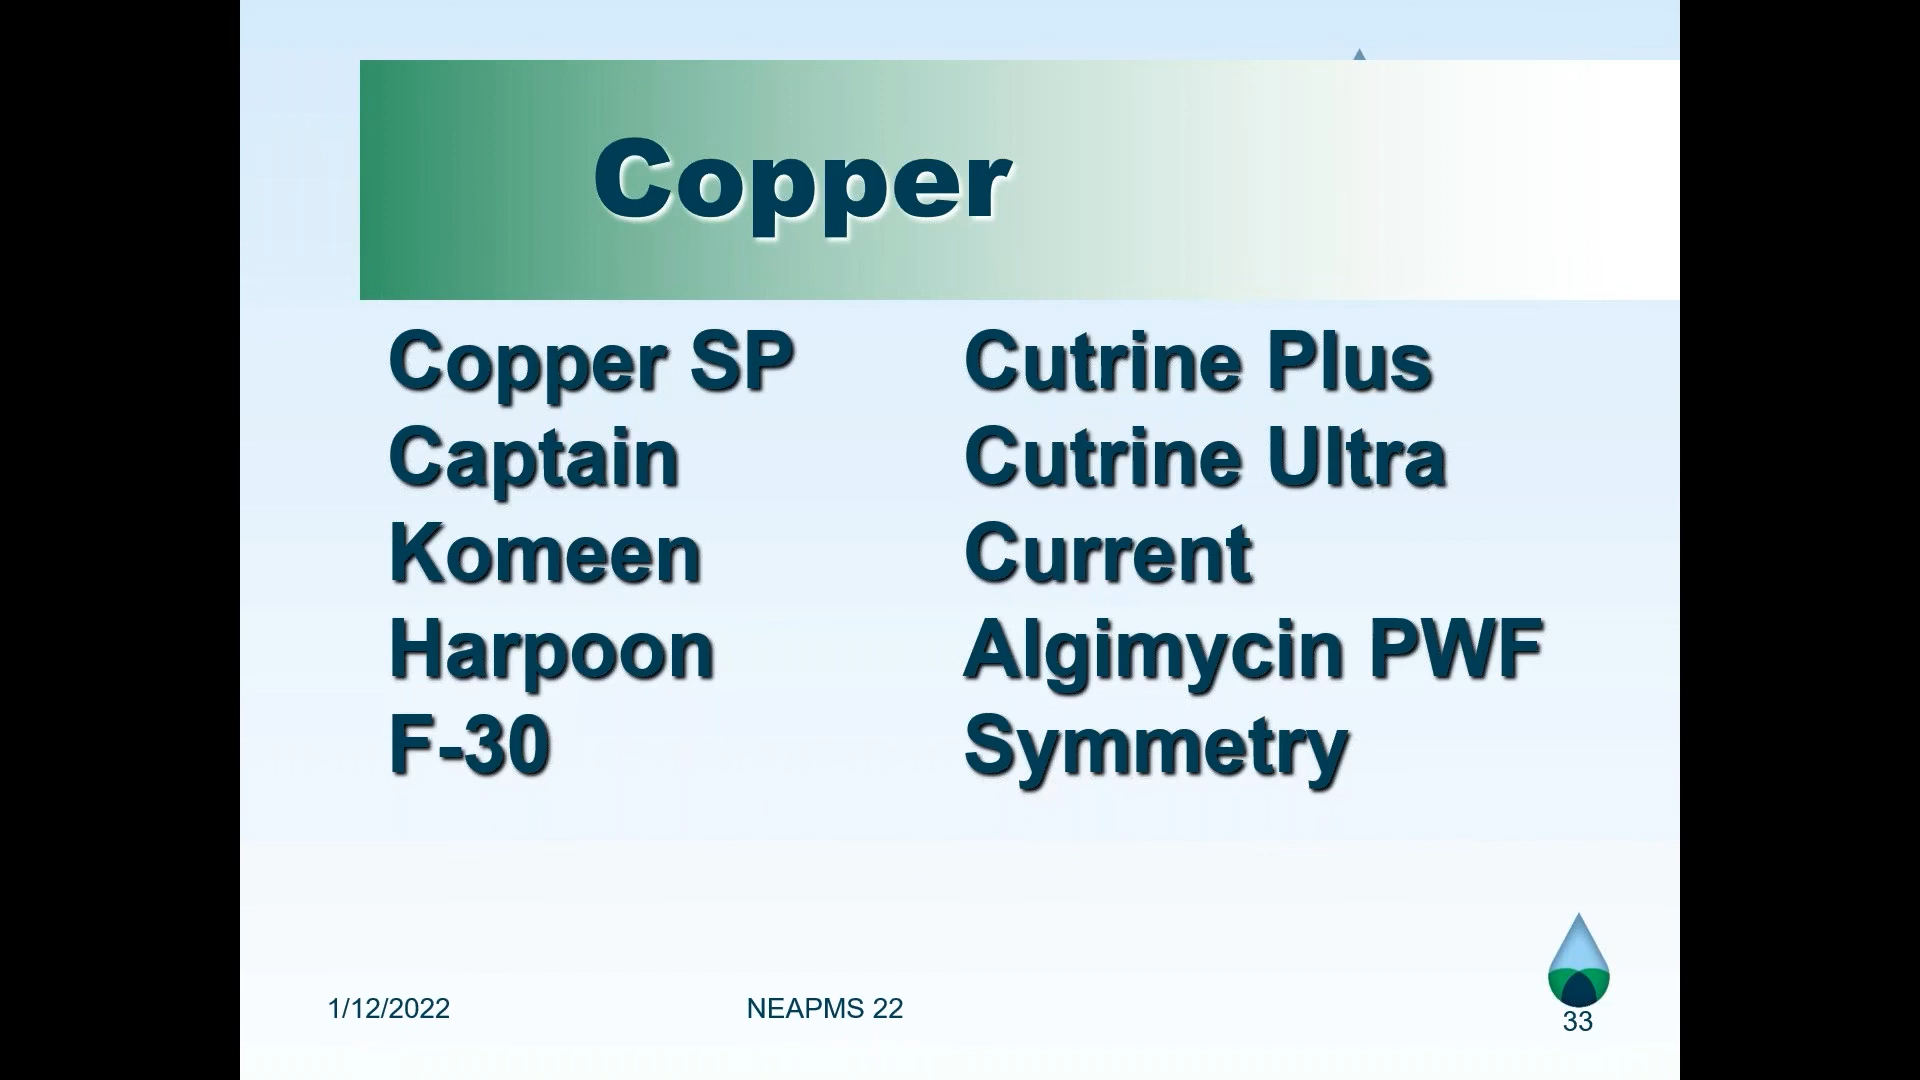 Copper
Copper SP
Captain
Komeen
Harpoon
F-30
Cutrine Plus
Cutrine Ultra
Current
Algimycin PWF
Symmetry
1/12/2022
NEAPMS 22
33